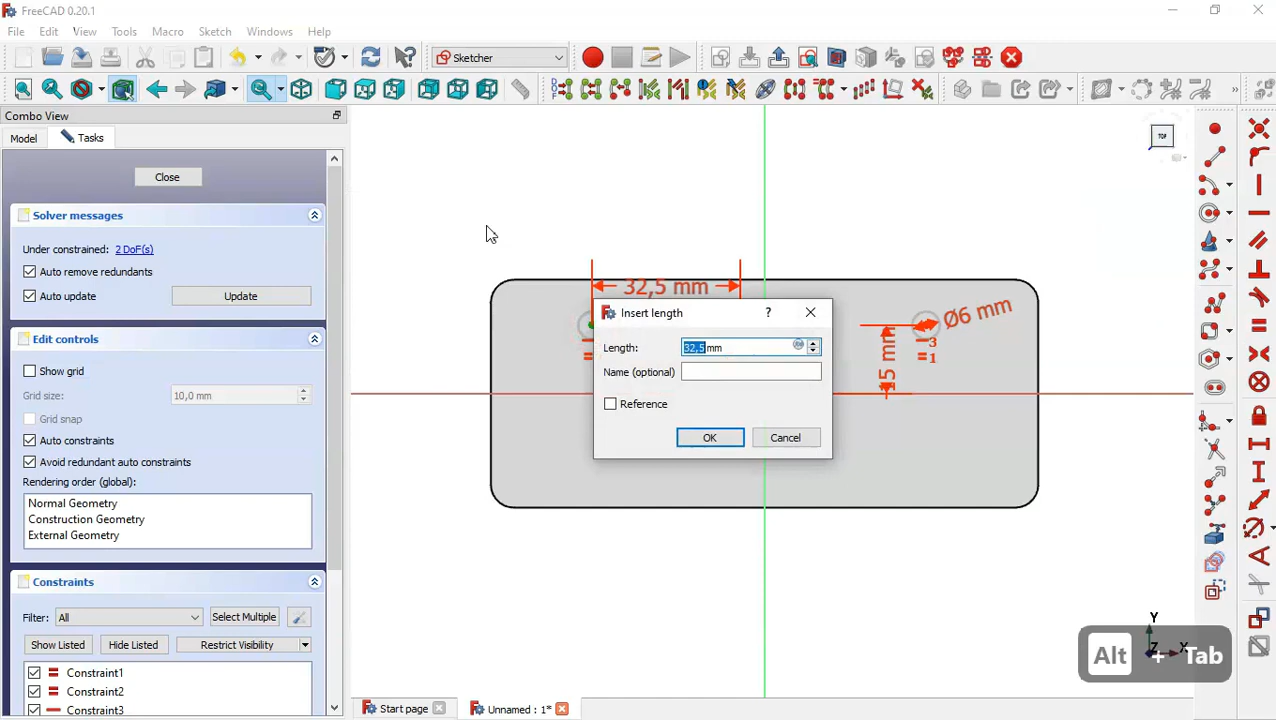 FreeCAD 0.20.1
File Edit View Tools Macro Sketch Windows Help
Sketcher
Combo View
Model Tasks
TOP
Close
Solver messages
Under constrained: 2 DoF(s)
Auto remove redundants
Auto update Update
Edit controls
Show grid
Grid size: 10,0 mm
Grid snap
Auto constraints
Avoid redundant auto constraints
Rendering order (global):
Normal Geometry
Construction Geometry
External Geometry
Constraints
Filter: All Select Multiple
Show Listed Hide Listed Restrict Visibility
Constraint1
Constraint2
Constraint3
32,5 mm
Ø6 mm
3
1
Insert length ?
Length: 32,5 mm
Name (optional)
Reference
OK Cancel
Y
X
Z
Alt + Tab
Start page Unnamed : 1*